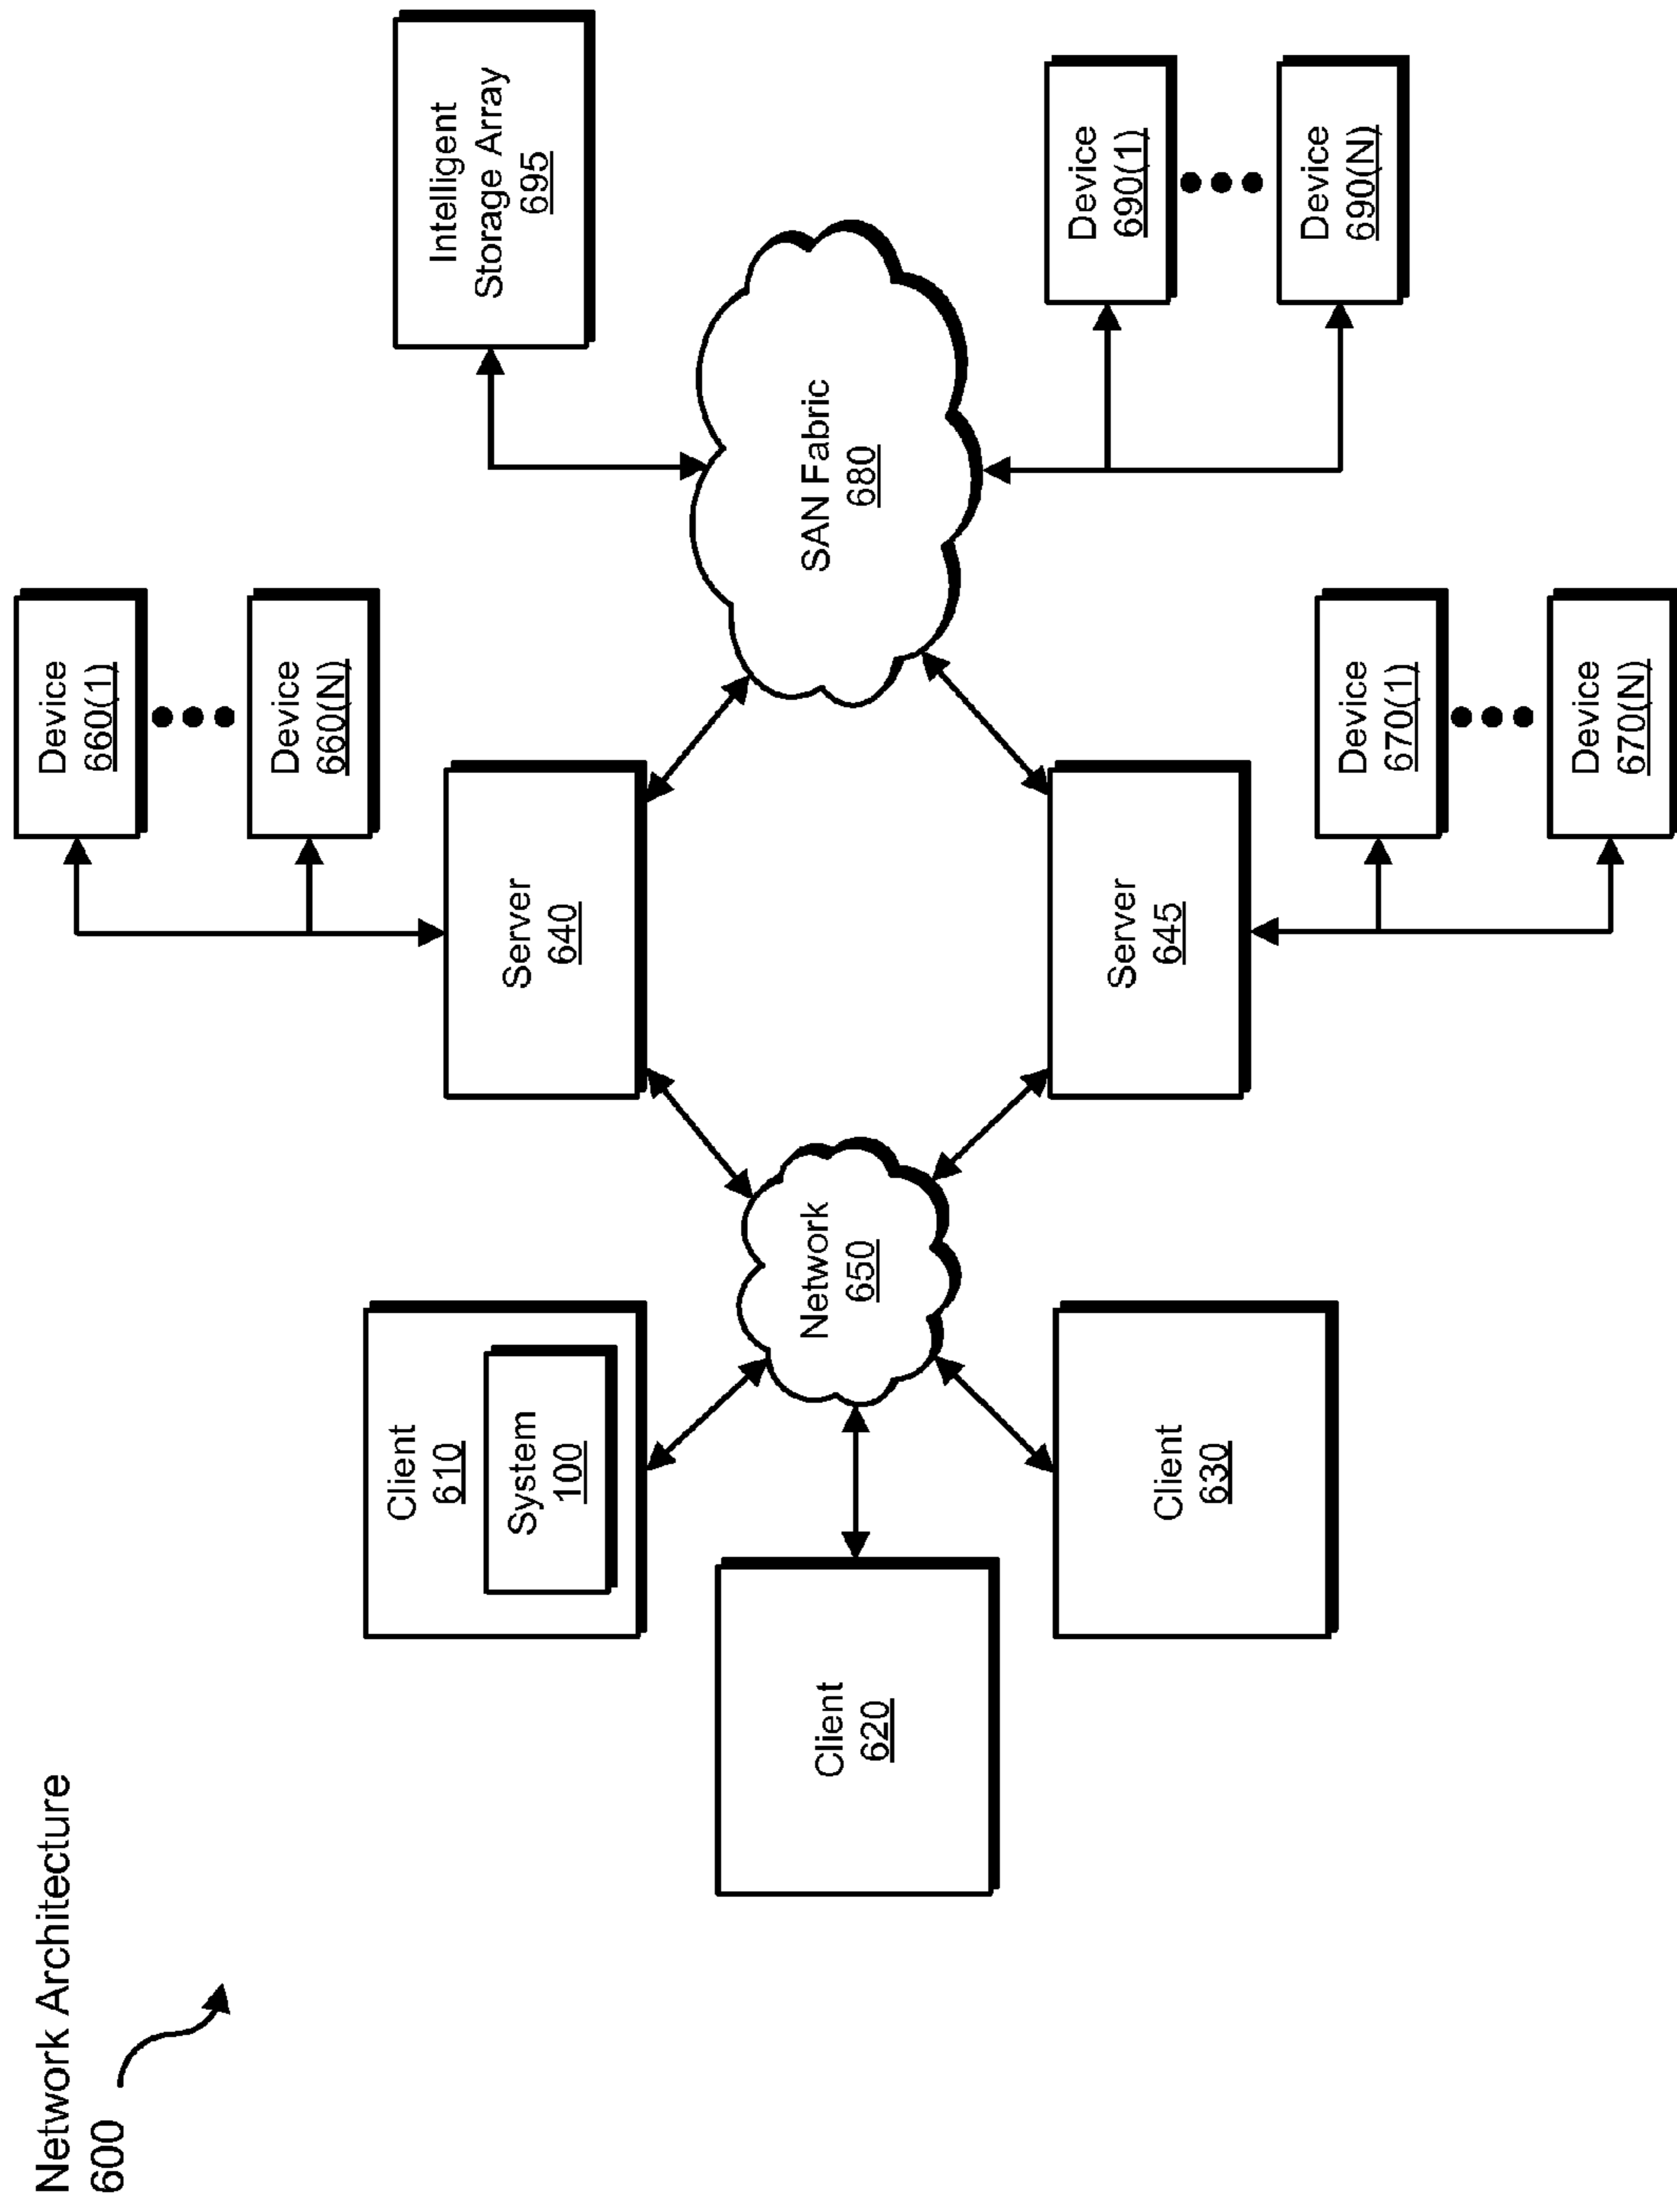 Network Architecture
600
Client
610
System
100
Client
620
Client
630
Network
650
Server
640
Server
645
Device
660(1)
Device
660(N)
Device
670(1)
Device
670(N)
SAN Fabric
680
Intelligent
Storage Array
695
Device
690(1)
Device
690(N)